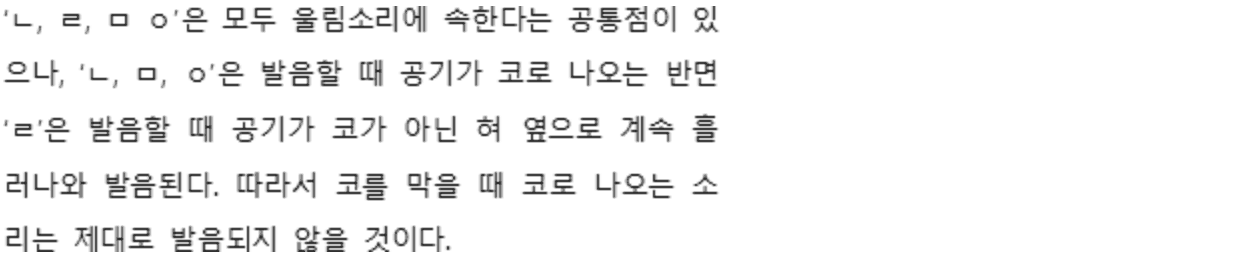 ‘ㄴ, ㄹ, ㅁ ㅇ’은 모두 울림소리에 속한다는 공통점이 있
으나, ‘ㄴ, ㅁ, ㅇ’은 발음할 때 공기가 코로 나오는 반면
‘ㄹ’은 발음할 때 공기가 코가 아닌 혀 옆으로 계속 흘
러나와 발음된다. 따라서 코를 막을 때 코로 나오는 소
리는 제대로 발음되지 않을 것이다.